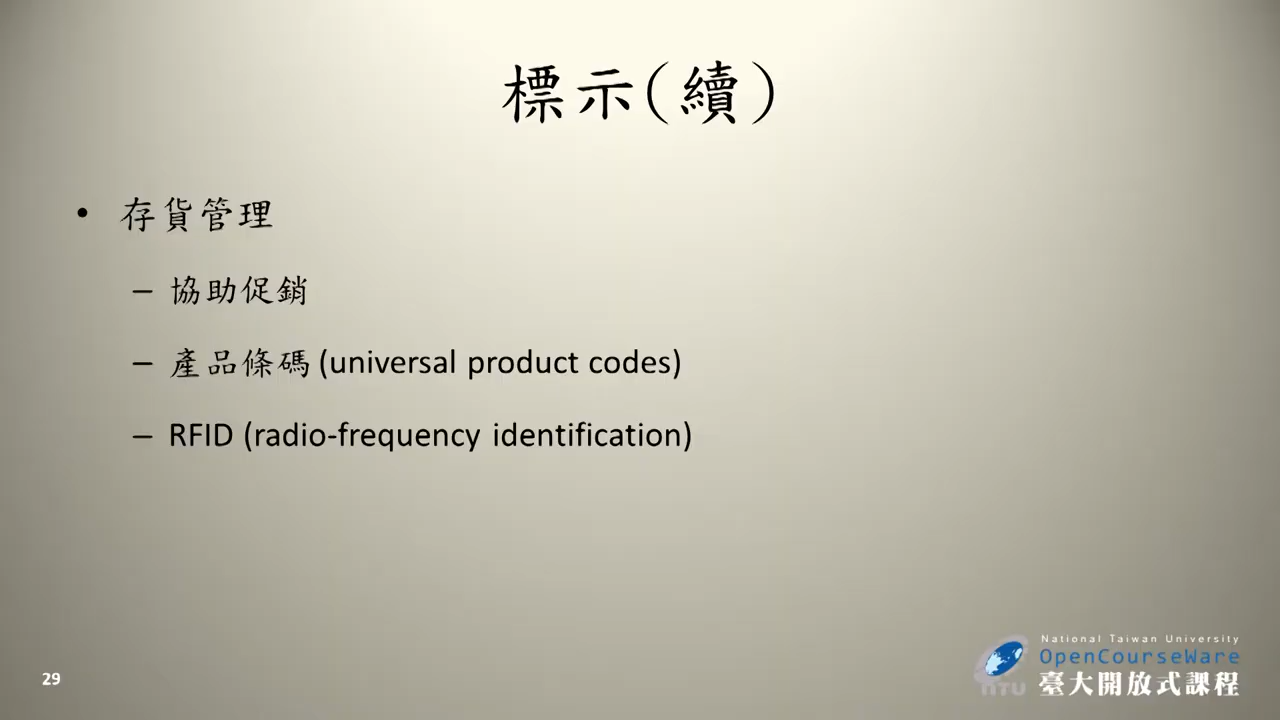 標示(續)
• 存貨管理
– 協助促銷
– 產品條碼 (universal product codes)
– RFID (radio-frequency identification)
29
National Taiwan University
OpenCourseWare
NTU
臺大開放式課程